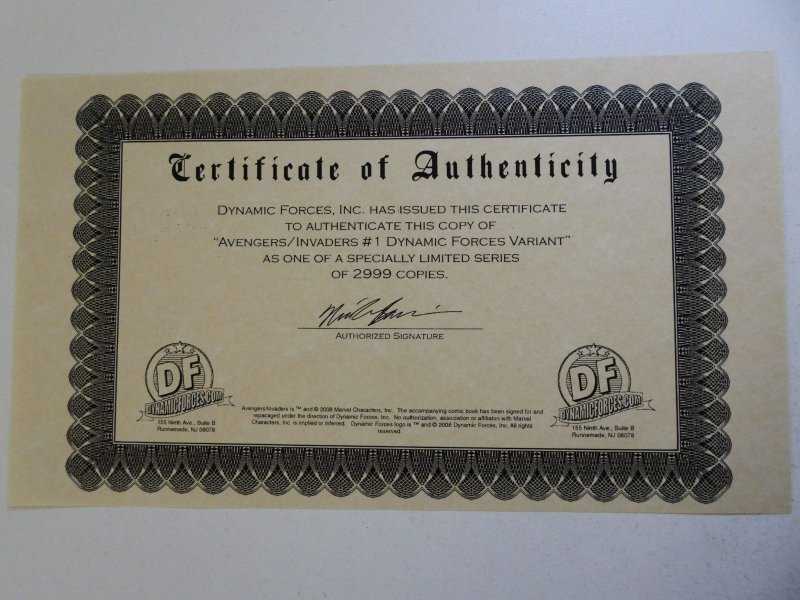 Certificate of Authenticity
DYNAMIC FORCES, INC. HAS ISSUED THIS CERTIFICATE
TO AUTHENTICATE THIS COPY OF
"AVENGERS/INVADERS #1 DYNAMIC FORCES VARIANT"
AS ONE OF A SPECIALLY LIMITED SERIES
OF 2999 COPIES.
AUTHORIZED SIGNATURE
DF
DYNAMICFORCES.COM
155 Ninth Ave., Suite B
Runnemede, NJ 08078
Avengers/Invaders is ™ and © 2008 Marvel Characters, Inc. The accompanying comic book has been signed for and
repacaged under the direction of Dynamic Forces, Inc. No authorization, association or affiliaton with Marvel
Characters, Inc. is implied or inferred. Dynamic Forces logo is ™ and © 2008 Dynamic Forces, Inc. All rights
reserved.
DF
DYNAMICFORCES.COM
155 Ninth Ave., Suite B
Runnemede, NJ 08078